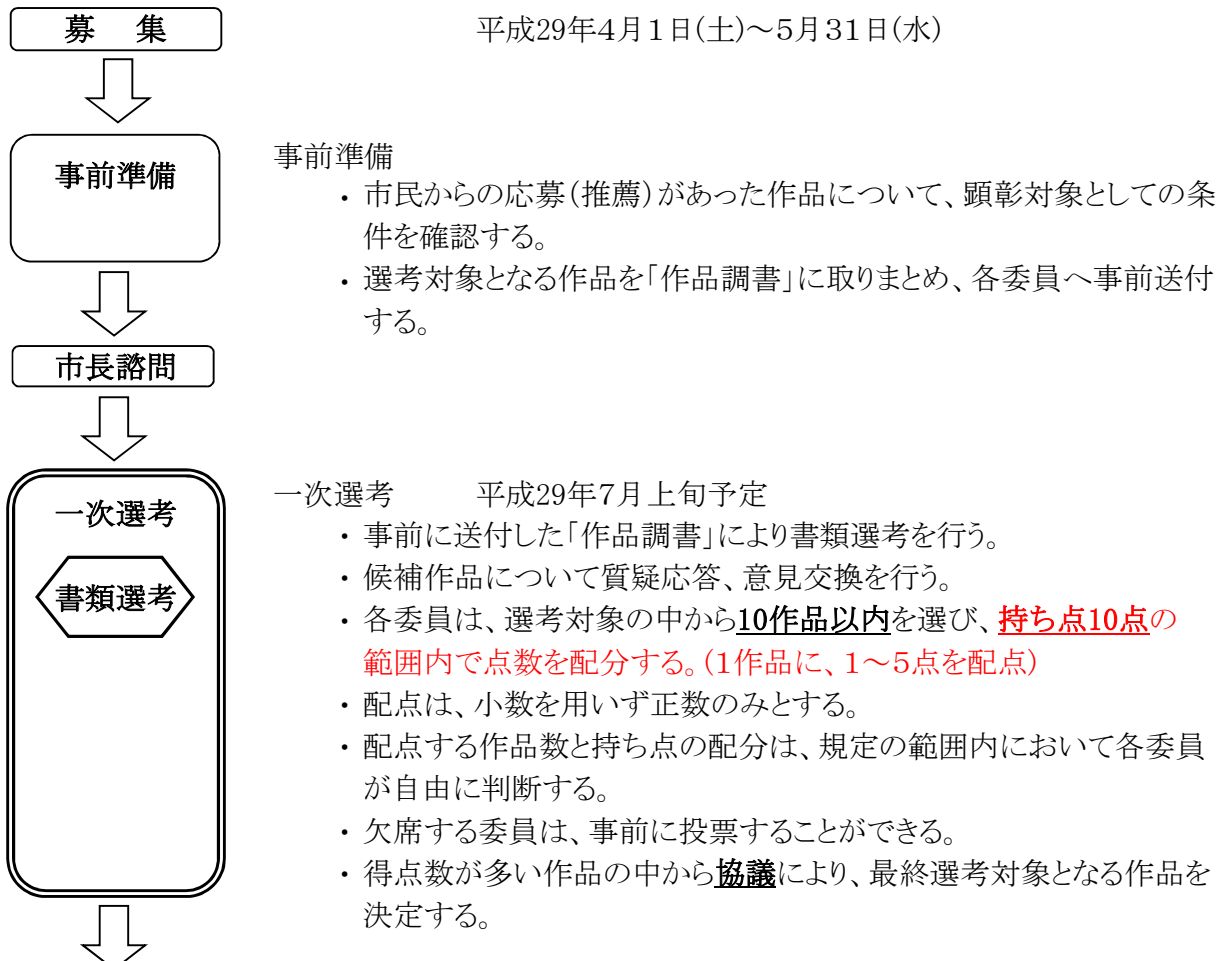 募　集　　　　平成29年4月１日(土)～５月３１日(水)
事前準備
事前準備
・ 市民からの応募(推薦)があった作品について、顕彰対象としての条
件を確認する。
・ 選考対象となる作品を「作品調書」に取りまとめ、各委員へ事前送付
する。
市長諮問
一次選考
書類選考
一次選考　　　平成29年７月上旬予定
・ 事前に送付した「作品調書」により書類選考を行う。
・ 候補作品について質疑応答、意見交換を行う。
・ 各委員は、選考対象の中から10作品以内を選び、持ち点10点の
範囲内で点数を配分する。(１作品に、１～５点を配点)
・ 配点は、小数を用いず正数のみとする。
・ 配点する作品数と持ち点の配分は、規定の範囲内において各委員
が自由に判断する。
・ 欠席する委員は、事前に投票することができる。
・ 得点数が多い作品の中から協議により、最終選考対象となる作品を
決定する。